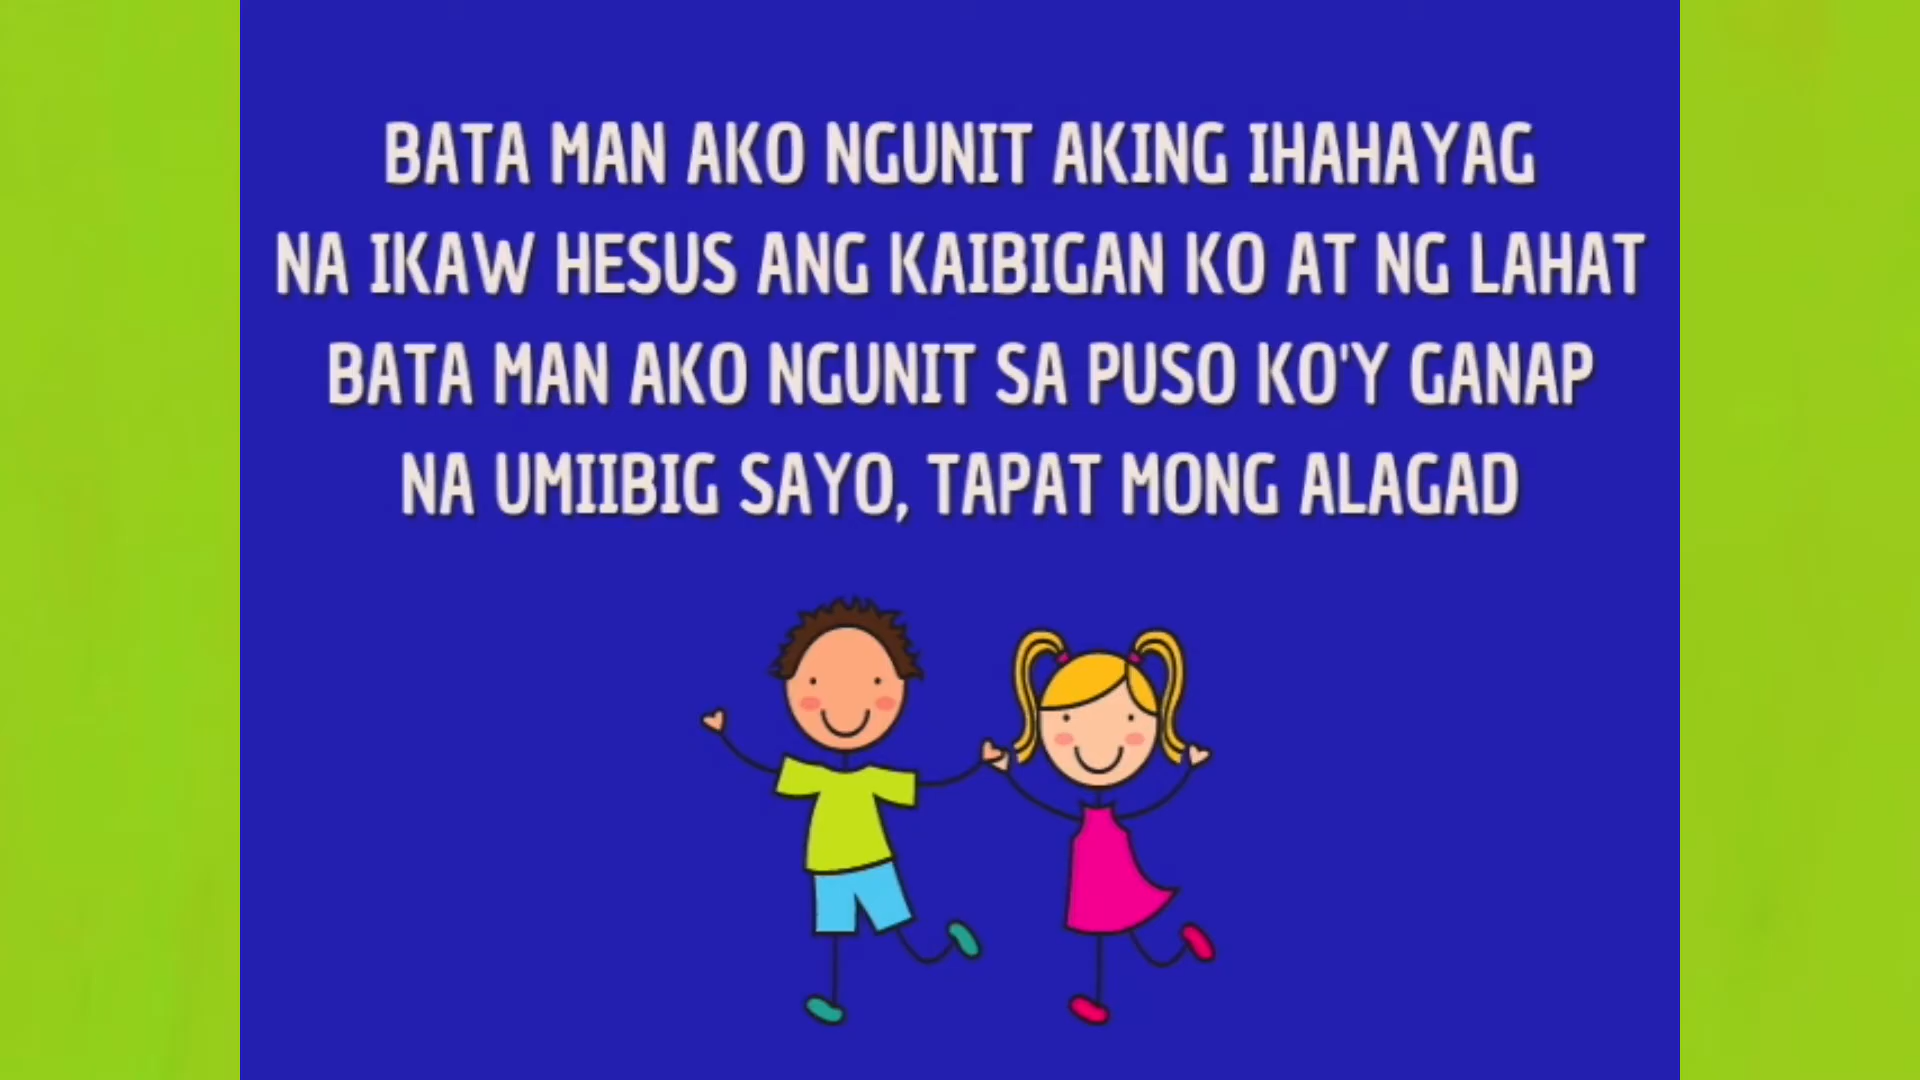 BATA MAN AKO NGUNIT AKING IHAHAYAG
NA IKAW HESUS ANG KAIBIGAN KO AT NG LAHAT
BATA MAN AKO NGUNIT SA PUSO KO'Y GANAP
NA UMIIBIG SAYO, TAPAT MONG ALAGAD